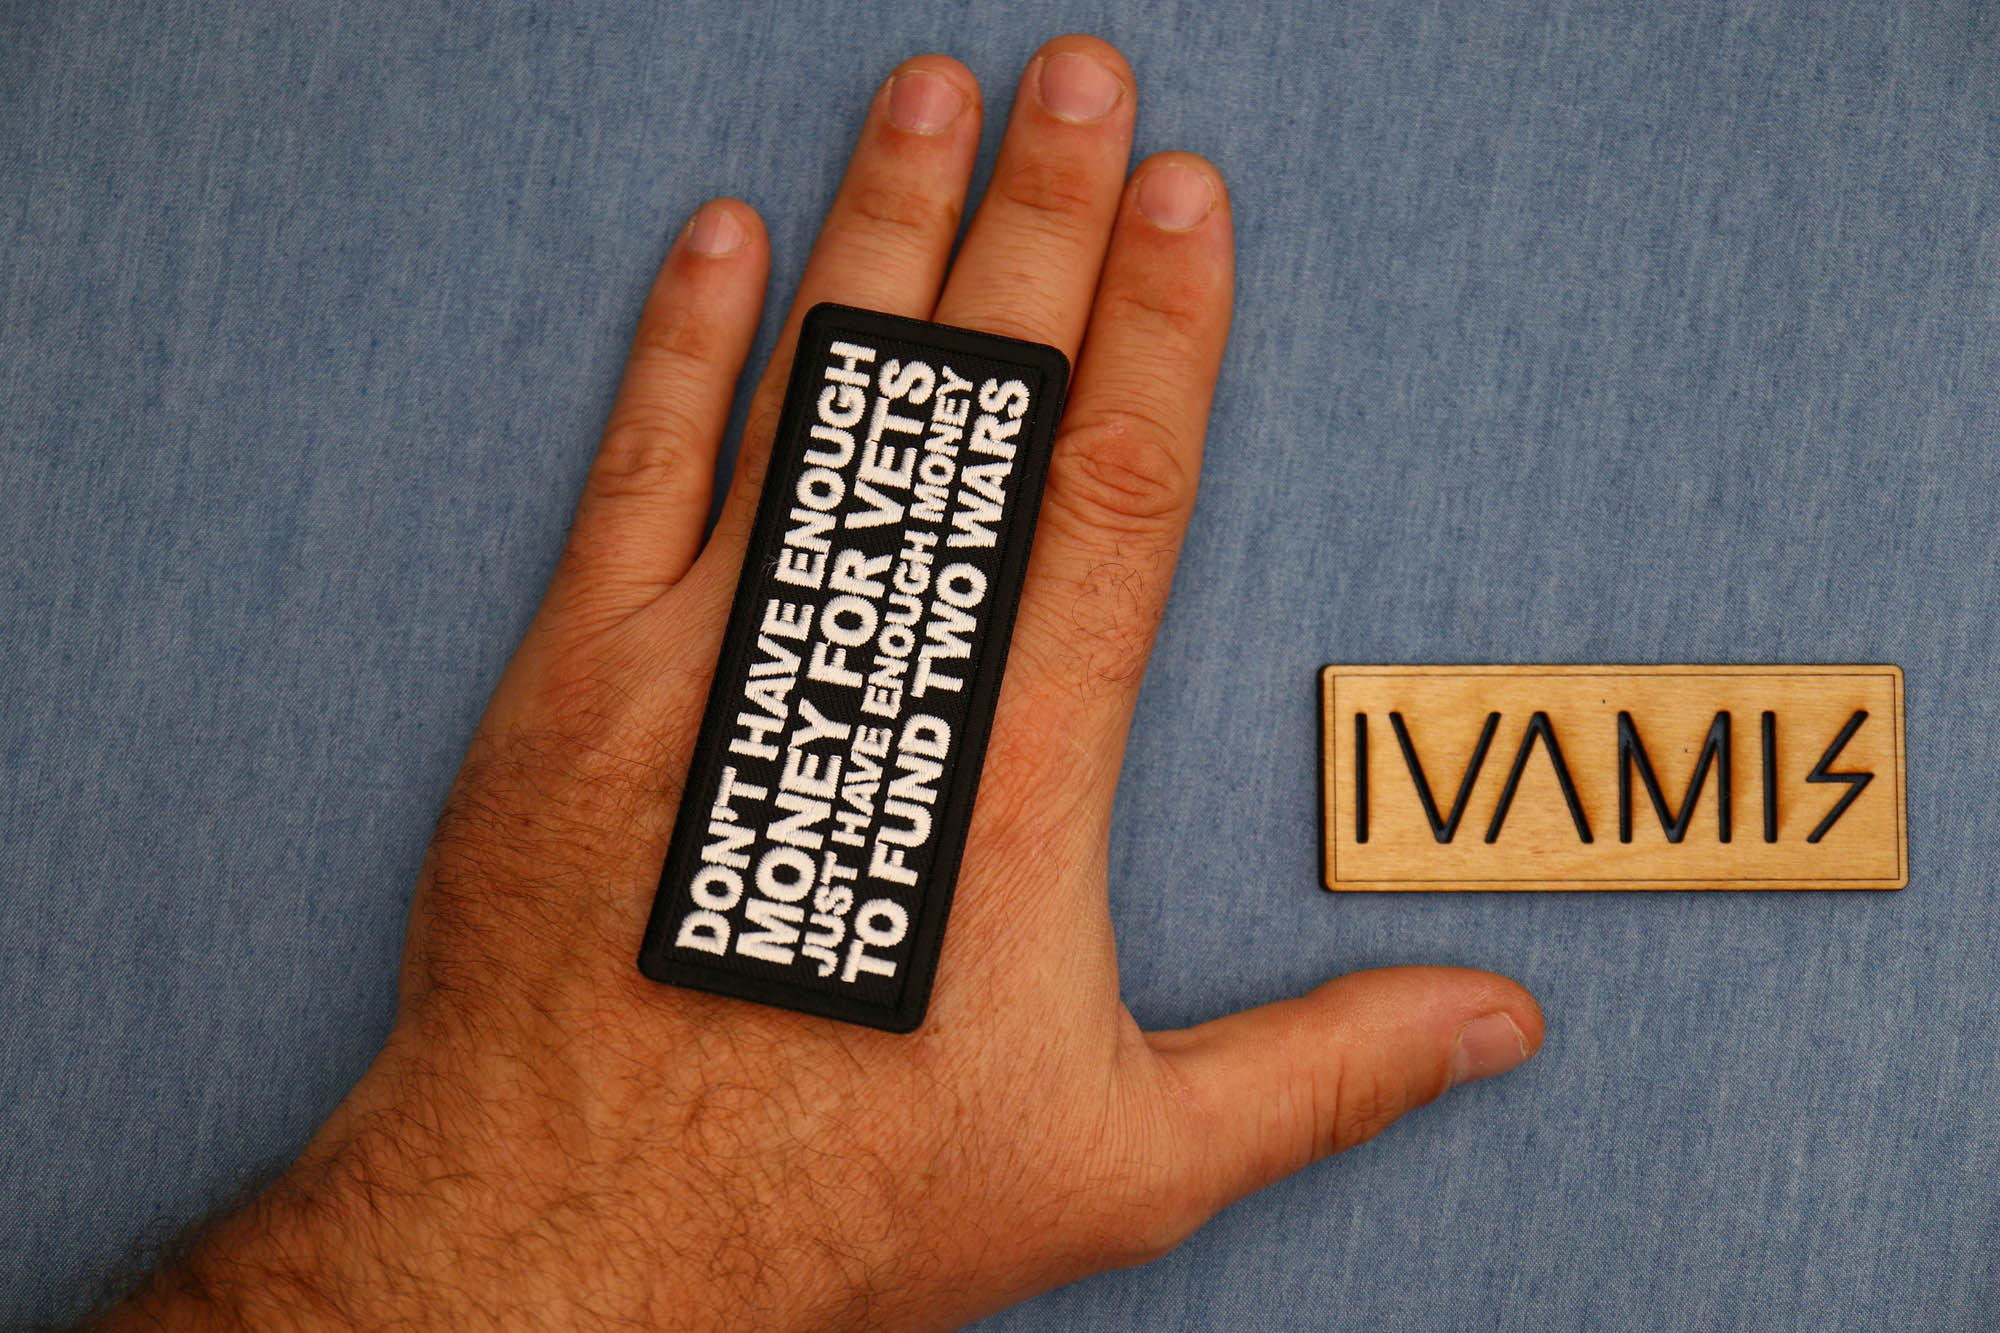 DON'T HAVE ENOUGH
MONEY FOR VETS
JUST HAVE ENOUGH MONEY
TO FUND TWO WARS
IVAMIS